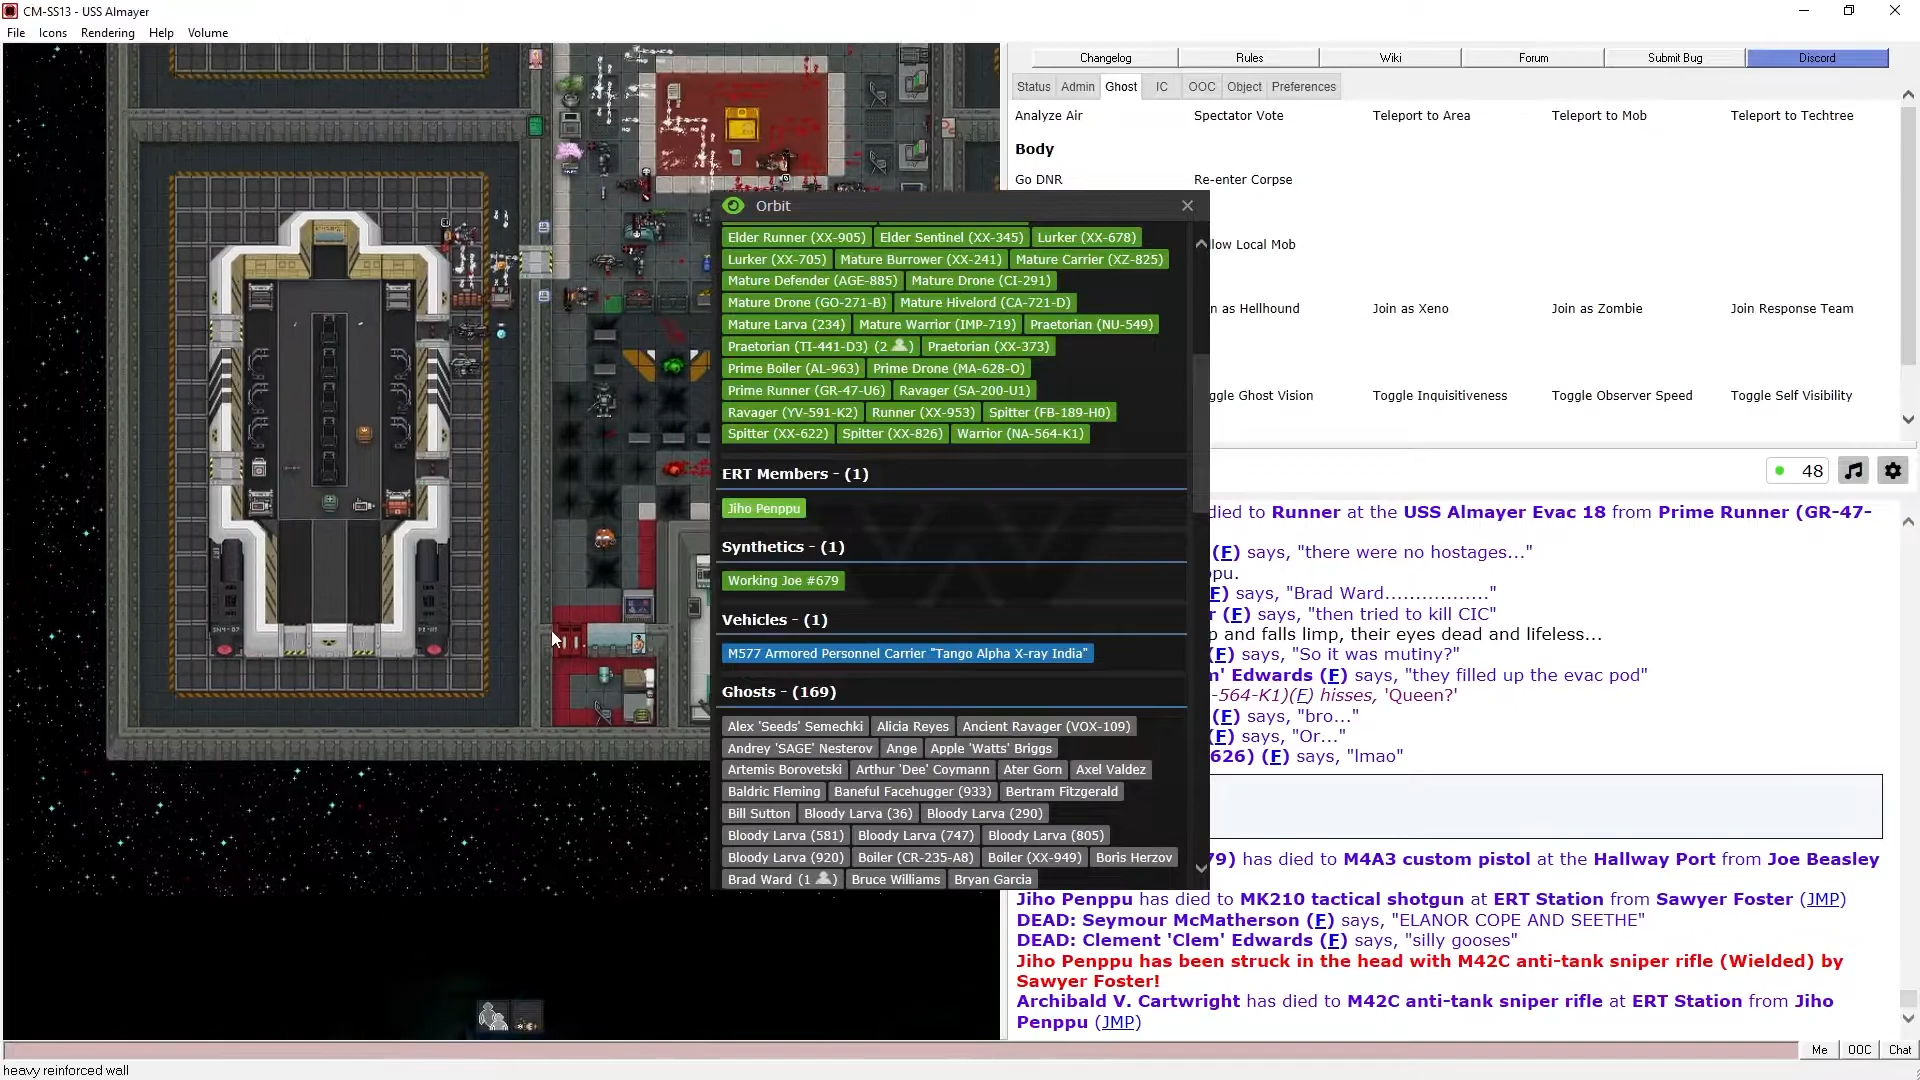 CM-SS13 - USS Almayer
File Icons Rendering Help Volume
Changelog Rules Wiki Forum Submit Bug Discord
Status Admin Ghost IC OOC Object Preferences
Analyze Air Spectator Vote Teleport to Area Teleport to Mob Teleport to Techtree
Body
Go DNR Re-enter Corpse
Orbit
low Local Mob
Elder Runner (XX-905) Elder Sentinel (XX-345) Lurker (XX-678)
Lurker (XX-705) Mature Burrower (XX-241) Mature Carrier (XZ-825)
Mature Defender (AGE-885) Mature Drone (CI-291)
Mature Drone (GO-271-B) Mature Hivelord (CA-721-D)
n as Hellhound Join as Xeno Join as Zombie Join Response Team
Mature Larva (234) Mature Warrior (IMP-719) Praetorian (NU-549)
Praetorian (TI-441-D3) (2 ) Praetorian (XX-373)
Prime Boiler (AL-963) Prime Drone (MA-628-O)
Prime Runner (GR-47-U6) Ravager (SA-200-U1)
ggle Ghost Vision Toggle Inquisitiveness Toggle Observer Speed Toggle Self Visibility
Ravager (YV-591-K2) Runner (XX-953) Spitter (FB-189-H0)
Spitter (XX-622) Spitter (XX-826) Warrior (NA-564-K1)
ERT Members - (1)
Jiho Penppu
Synthetics - (1)
Working Joe #679
Vehicles - (1)
M577 Armored Personnel Carrier "Tango Alpha X-ray India"
Ghosts - (169)
Alex 'Seeds' Semechki Alicia Reyes Ancient Ravager (VOX-109)
Andrey 'SAGE' Nesterov Ange Apple 'Watts' Briggs
Artemis Borovetski Arthur 'Dee' Coymann Ater Gorn Axel Valdez
Baldric Fleming Baneful Facehugger (933) Bertram Fitzgerald
Bill Sutton Bloody Larva (36) Bloody Larva (290)
Bloody Larva (581) Bloody Larva (747) Bloody Larva (805)
Bloody Larva (920) Boiler (CR-235-A8) Boiler (XX-949) Boris Herzov
Brad Ward (1 ) Bruce Williams Bryan Garcia
48
died to Runner at the USS Almayer Evac 18 from Prime Runner (GR-47-
(F) says, "there were no hostages..."
pu.
F) says, "Brad Ward................."
r (F) says, "then tried to kill CIC"
p and falls limp, their eyes dead and lifeless...
(F) says, "So it was mutiny?"
m' Edwards (F) says, "they filled up the evac pod"
-564-K1)(F) hisses, 'Queen?'
(F) says, "bro..."
(F) says, "Or..."
626) (F) says, "lmao"
79) has died to M4A3 custom pistol at the Hallway Port from Joe Beasley
Jiho Penppu has died to MK210 tactical shotgun at ERT Station from Sawyer Foster (JMP)
DEAD: Seymour McMatherson (F) says, "ELANOR COPE AND SEETHE"
DEAD: Clement 'Clem' Edwards (F) says, "silly gooses"
Jiho Penppu has been struck in the head with M42C anti-tank sniper rifle (Wielded) by
Sawyer Foster!
Archibald V. Cartwright has died to M42C anti-tank sniper rifle at ERT Station from Jiho
Penppu (JMP)
Me OOC Chat
heavy reinforced wall